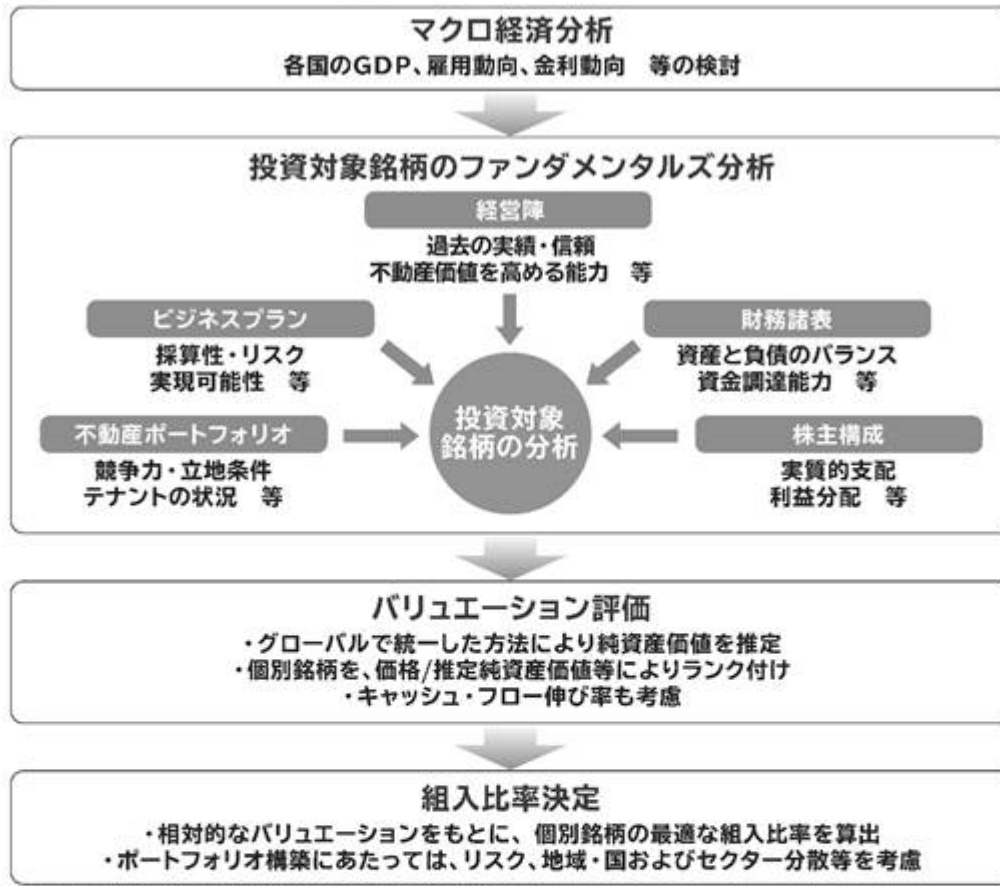 マクロ経済分析
各国のGDP、雇用動向、金利動向　等の検討
投資対象銘柄のファンダメンタルズ分析
経営陣
過去の実績・信頼
不動産価値を高める能力　等
ビジネスプラン
採算性・リスク
実現可能性　等
財務諸表
資産と負債のバランス
資金調達能力　等
不動産ポートフォリオ
競争力・立地条件
テナントの状況　等
投資対象
銘柄の分析
株主構成
実質的支配
利益分配　等
バリュエーション評価
・グローバルで統一した方法により純資産価値を推定
・個別銘柄を、価格/推定純資産価値等によりランク付け
・キャッシュ・フロー伸び率も考慮
組入比率決定
・相対的なバリュエーションをもとに、個別銘柄の最適な組入比率を算出
・ポートフォリオ構築にあたっては、リスク、地域・国およびセクター分散等を考慮